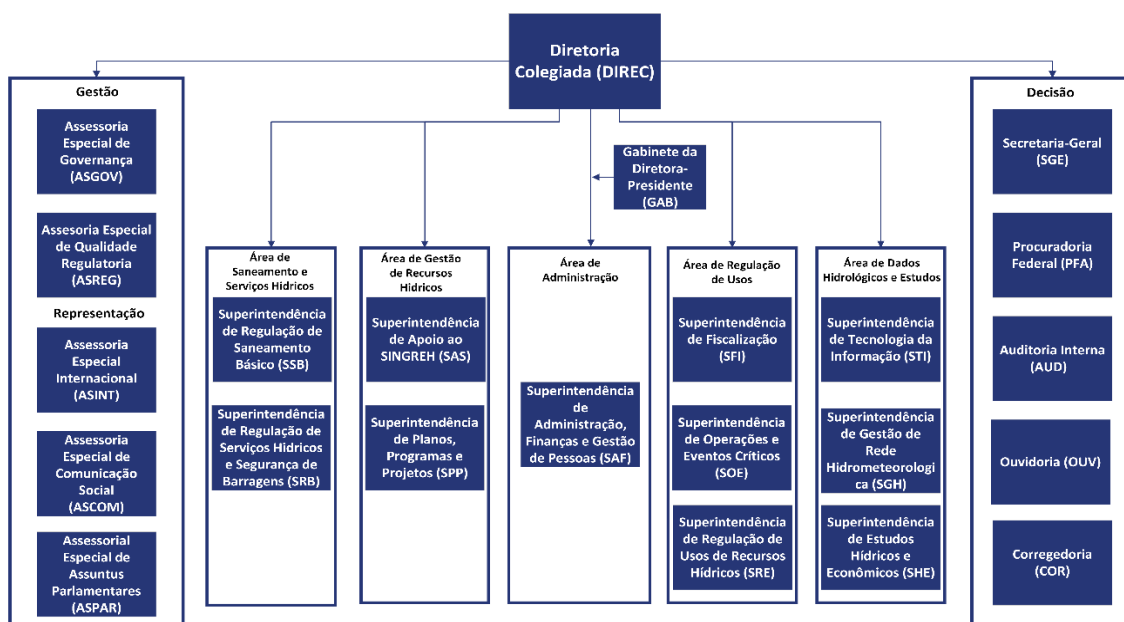 Diretoria
Colegiada (DIREC)
Gestão
Assessoria
Especial de
Governança
(ASGOV)
Assesoria Especial
de Qualidade
Regulatoria
(ASREG)
Representação
Assessoria
Especial
Internacional
(ASINT)
Assessoria
Especial de
Comunicação
Social
(ASCOM)
Assessorial
Especial de
Assuntus
Parlamentares
(ASPAR)
Gabinete da
Diretora-
Presidente
(GAB)
Área de
Saneamento e
Serviços Hidricos
Superintendência
de Regulação de
Saneamento
Básico (SSB)
Superintendência
de Regulação de
Serviços Hidricos
e Segurança de
Barragens (SRB)
Área de Gestão
de Recursos
Hidricos
Superintendência
de Apoio ao
SINGREH (SAS)
Superintendência
de Planos,
Programas e
Projetos (SPP)
Área de
Administração
Superintendência
de
Administração,
Finanças e Gestão
de Pessoas (SAF)
Área de Regulação
de Usos
Superintendência
de Fiscalização
(SFI)
Superintendência
de Operações e
Eventos Críticos
(SOE)
Superintendência
de Regulação de
Usos de Recursos
Hídricos (SRE)
Área de Dados
Hidrológicos e Estudos
Superintendência
de Tecnologia da
Informação (STI)
Superintendência
de Gestão de
Rede
Hidrometeorologi
ca (SGH)
Superintendência
de Estudos
Hídricos e
Econômicos (SHE)
Decisão
Secretaria-Geral
(SGE)
Procuradoria
Federal (PFA)
Auditoria Interna
(AUD)
Ouvidoria (OUV)
Corregedoria
(COR)